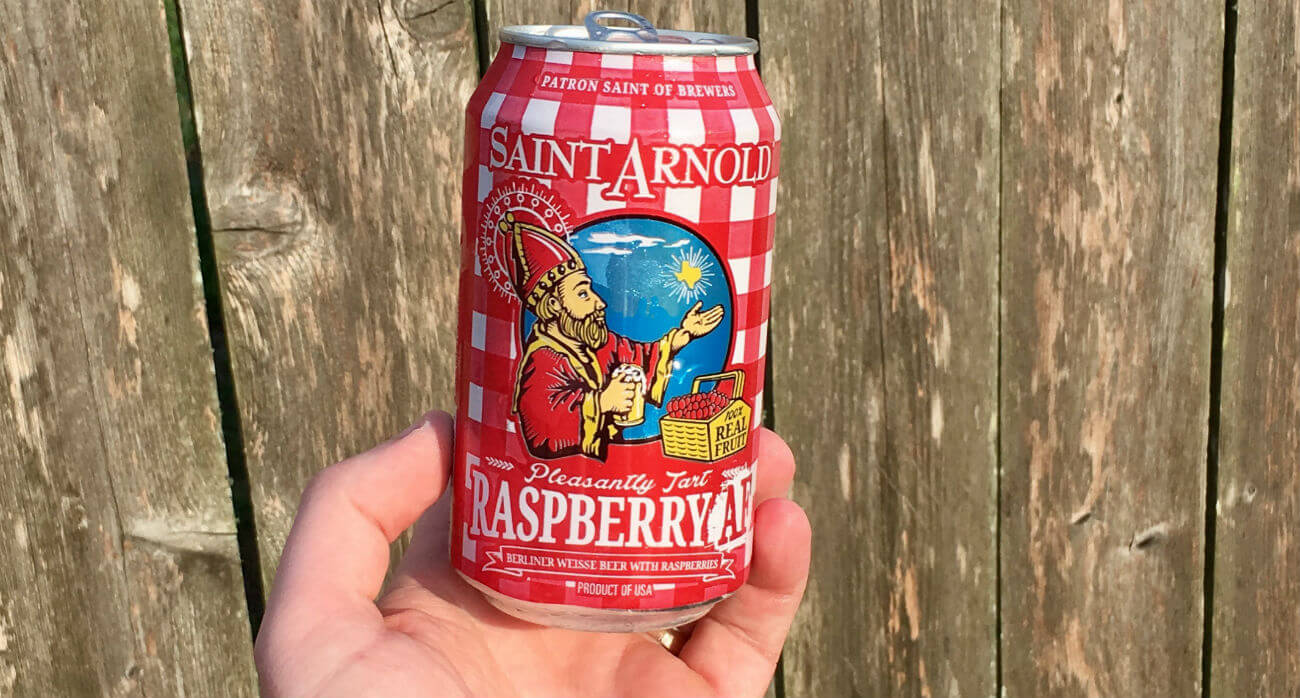 PATRON SAINT OF BREWERS
SAINT ARNOLD
100%
REAL
FRUIT
Pleasantly Tart
RASPBERRY AF
BERLINER WEISSE BEER WITH RASPBERRIES
PRODUCT OF USA